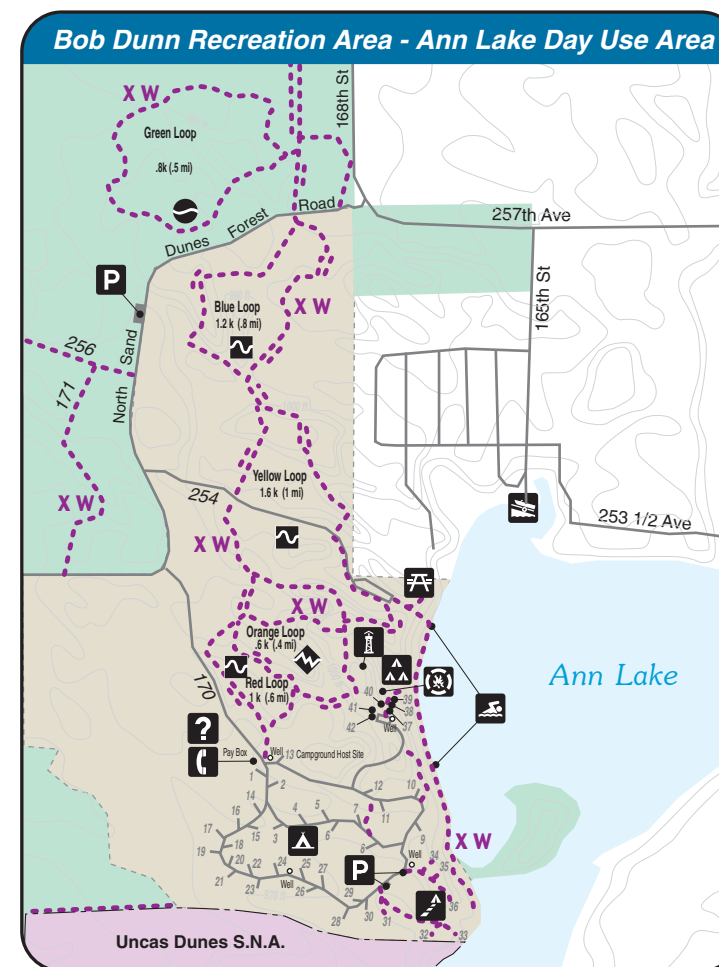 Bob Dunn Recreation Area - Ann Lake Day Use Area
X W
168th St
Green Loop
.8k (.5 mi)
Dunes Forest Road
257th Ave
P
165th St
Blue Loop
1.2 k (.8 mi)
X W
256
North Sand
171
Yellow Loop
1.6 k (1 mi)
254
X W
253 1/2 Ave
X W
X W
Orange Loop
.6 k (.4 mi)
Ann Lake
Red Loop
1 k (.6 mi)
170
40
39
41
38
42
37
Well
?
Pay Box
Well
13
Campground Host Site
1
2
12
10
14
4
5
7
11
16
17
15
3
6
9
X W
18
8
19
20
22
24
25
27
Well
34
35
21
23
Well
26
P
29
36
28
30
31
32
33
Uncas Dunes S.N.A.